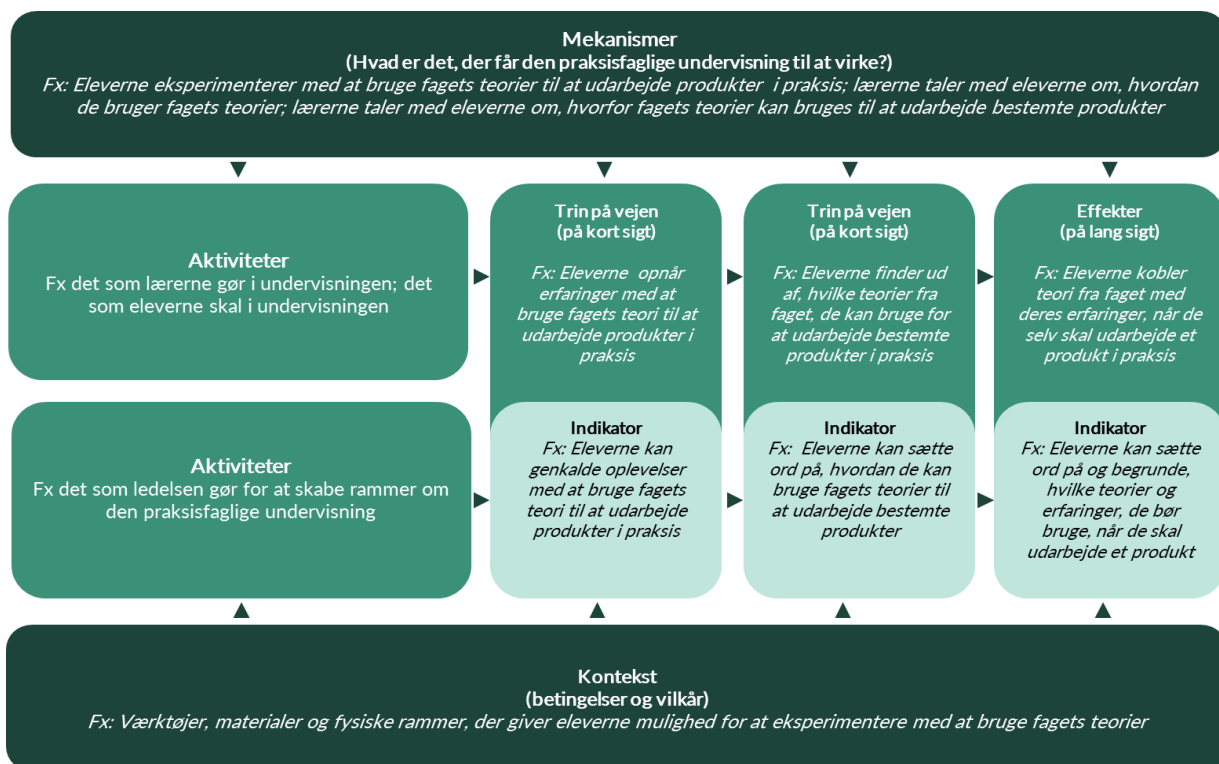 Mekanismer
(Hvad er det, der får den praksisfaglige undervisning til at virke?)
Fx: Eleverne eksperimenterer med at bruge fagets teorier til at udarbejde produkter i praksis; lærerne taler med eleverne om, hvordan
de bruger fagets teorier; lærerne taler med eleverne om, hvorfor fagets teorier kan bruges til at udarbejde bestemte produkter
Aktiviteter
Fx det som lærerne gør i undervisningen; det
som eleverne skal i undervisningen
Trin på vejen
(på kort sigt)
Fx: Eleverne opnår
erfaringer med at
bruge fagets teori til at
udarbejde produkter i
praksis
Trin på vejen
(på kort sigt)
Fx: Eleverne finder ud
af, hvilke teorier fra
faget, de kan bruge for
at udarbejde bestemte
produkter i praksis
Effekter
(på lang sigt)
Fx: Eleverne kobler
teori fra faget med
deres erfaringer, når de
selv skal udarbejde et
produkt i praksis
Aktiviteter
Fx det som ledelsen gør for at skabe rammer om
den praksisfaglige undervisning
Indikator
Fx: Eleverne kan
genkalde oplevelser
med at bruge fagets
teori til at udarbejde
produkter i praksis
Indikator
Fx: Eleverne kan sætte
ord på, hvordan de kan
bruge fagets teorier til
at udarbejde bestemte
produkter
Indikator
Fx: Eleverne kan sætte
ord på og begrunde,
hvilke teorier og
erfaringer, de bør
bruge, når de skal
udarbejde et produkt
Kontekst
(betingelser og vilkår)
Fx: Værktøjer, materialer og fysiske rammer, der giver eleverne mulighed for at eksperimentere med at bruge fagets teorier